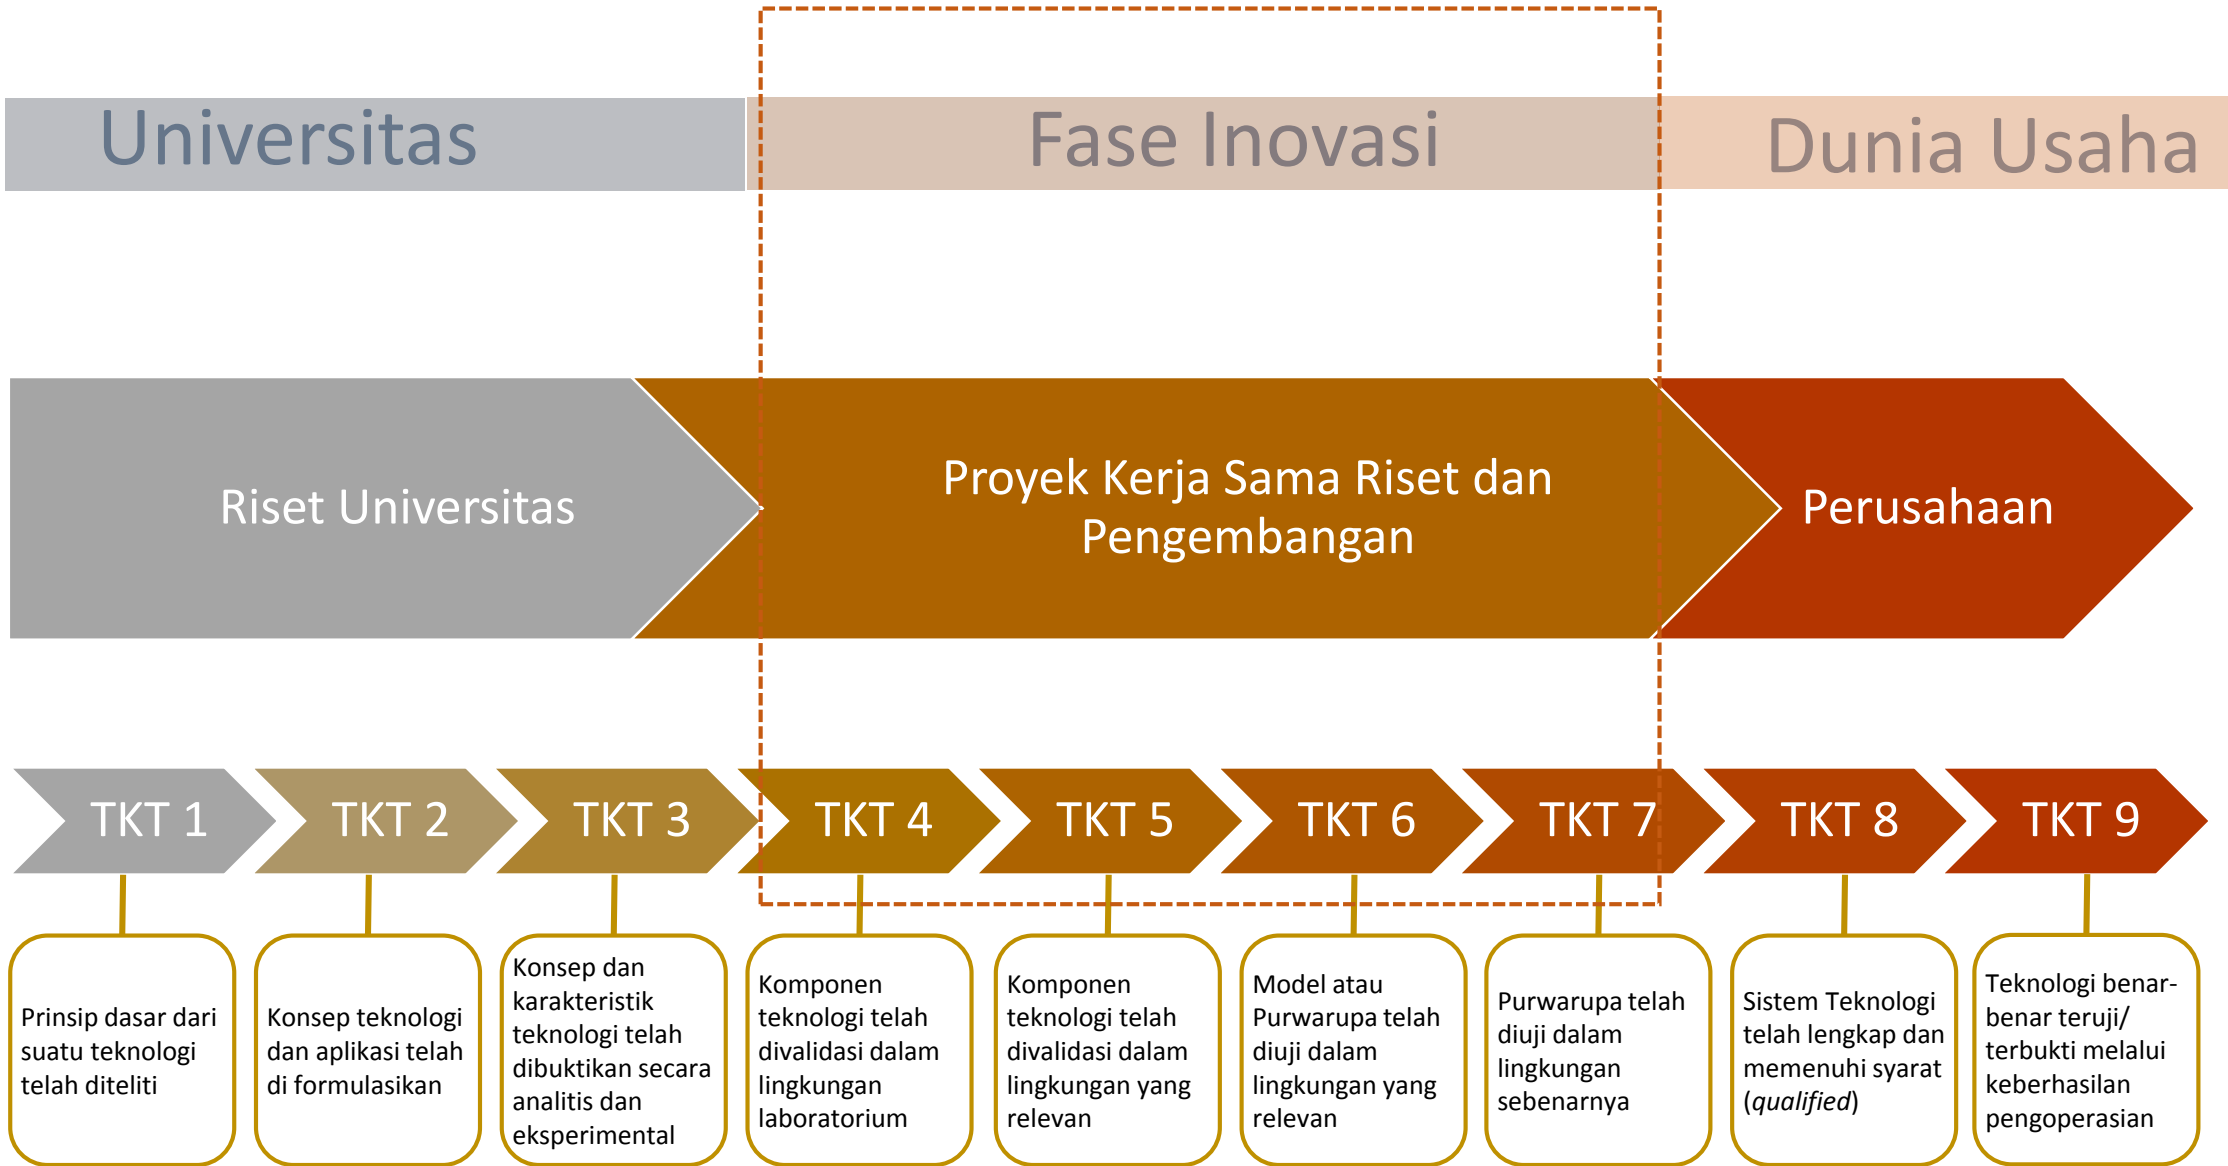 Universitas
Fase Inovasi
Dunia Usaha
Riset Universitas
Proyek Kerja Sama Riset dan
Pengembangan
Perusahaan
TKT 1
TKT 2
TKT 3
TKT 4
TKT 5
TKT 6
TKT 7
TKT 8
TKT 9
Prinsip dasar dari
suatu teknologi
telah diteliti
Konsep teknologi
dan aplikasi telah
di formulasikan
Konsep dan
karakteristik
teknologi telah
dibuktikan secara
analitis dan
eksperimental
Komponen
teknologi telah
divalidasi dalam
lingkungan
laboratorium
Komponen
teknologi telah
divalidasi dalam
lingkungan yang
relevan
Model atau
Purwarupa telah
diuji dalam
lingkungan yang
relevan
Purwarupa telah
diuji dalam
lingkungan
sebenarnya
Sistem Teknologi
telah lengkap dan
memenuhi syarat
(qualified)
Teknologi benar-
benar teruji/
terbukti melalui
keberhasilan
pengoperasian